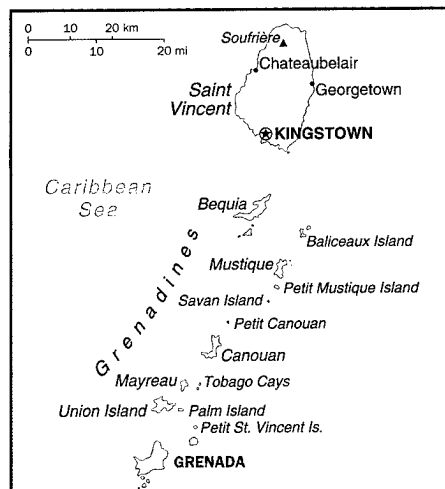 0 10 20 km
0 10 20 mi
Soufrière
Chateaubelair
Georgetown
Saint
Vincent
KINGSTOWN
Caribbean
Sea
Bequia
Baliceaux Island
Mustique
Petit Mustique Island
Savan Island
Grenadines
Petit Canouan
Canouan
Mayreau
Tobago Cays
Union Island
Palm Island
Petit St. Vincent Is.
GRENADA